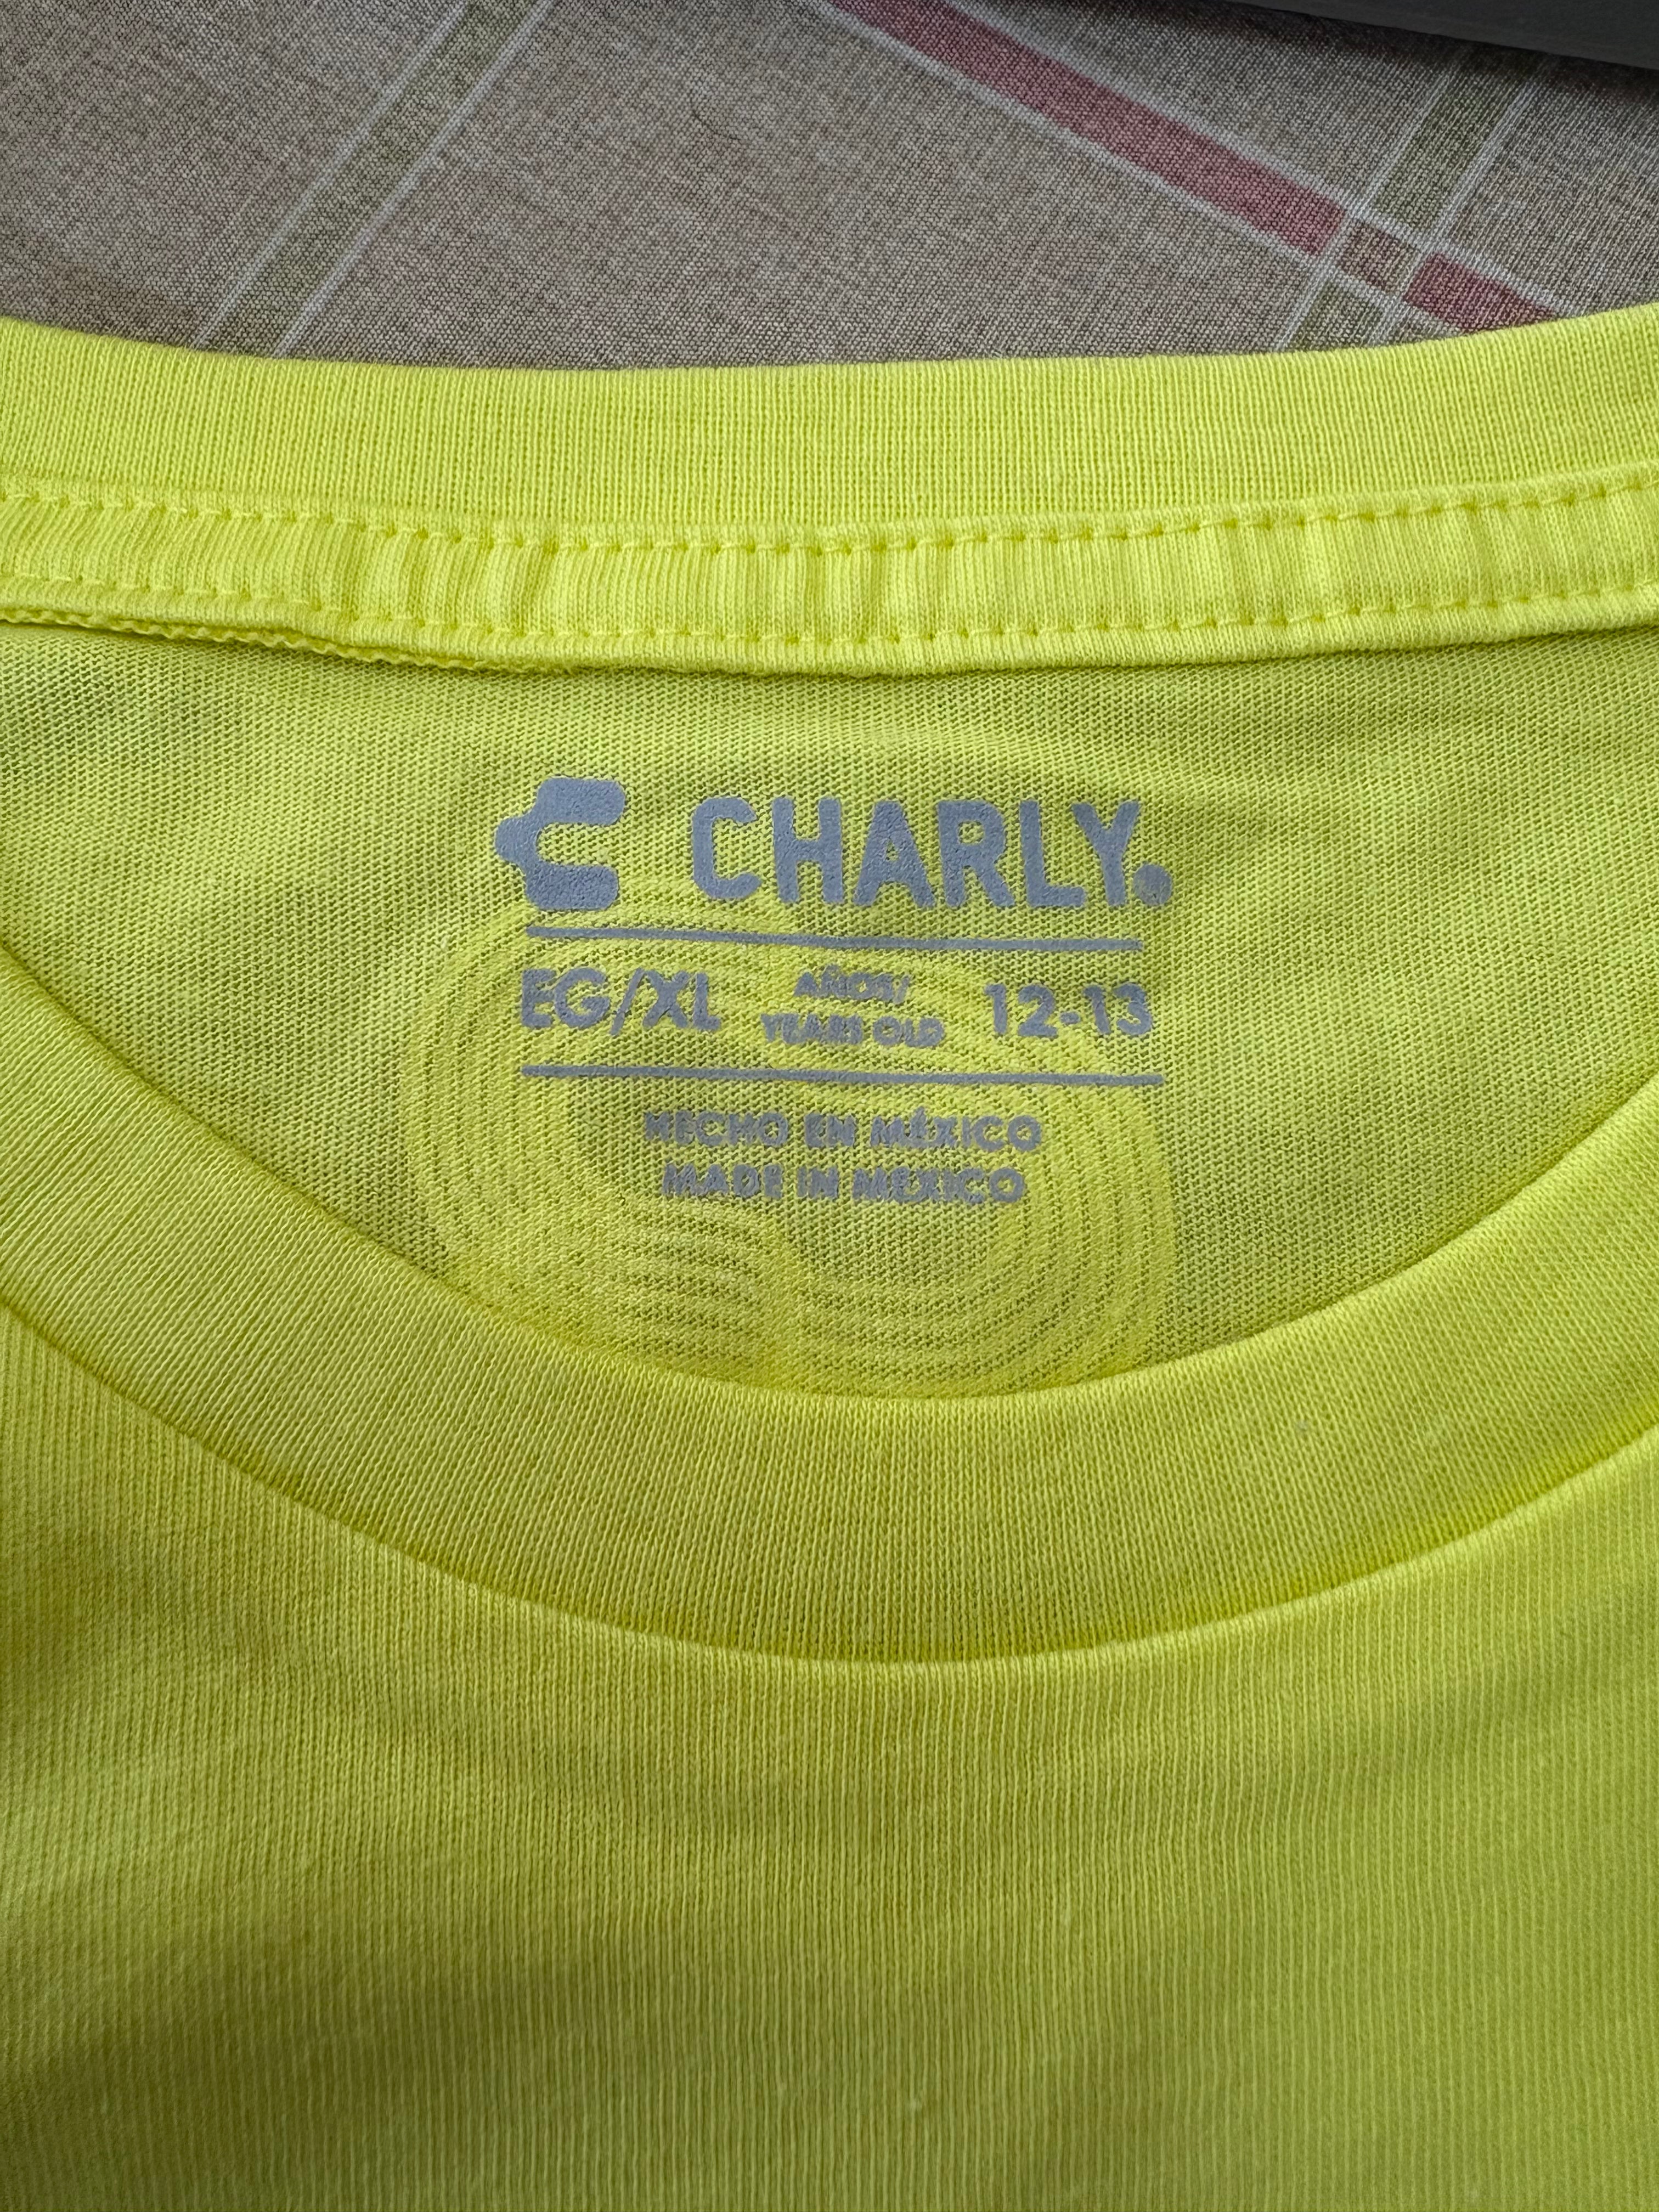 CHARLY.
EG/XL AÑOS/ YEARS OLD 12-13
HECHO EN MÉXICO
MADE IN MEXICO